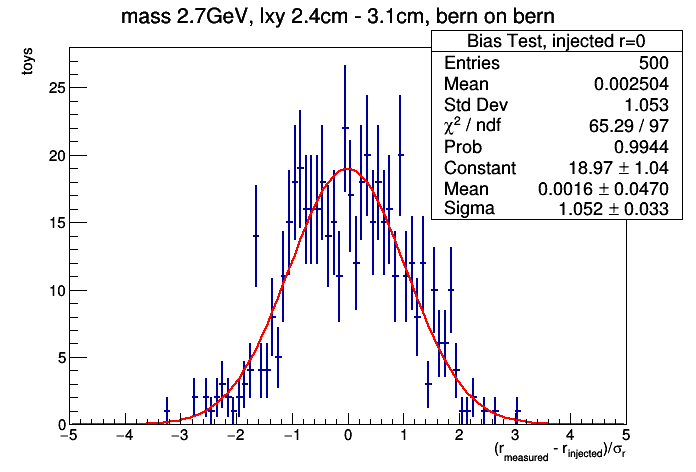 mass 2.7GeV, lxy 2.4cm - 3.1cm, bern on bern
Bias Test, injected r=0
Entries 500
Mean 0.002504
Std Dev 1.053
χ² / ndf 65.29 / 97
Prob 0.9944
Constant 18.97 ± 1.04
Mean 0.0016 ± 0.0470
Sigma 1.052 ± 0.033
toys
25
20
15
10
5
0
−5 −4 −3 −2 −1 0 1 2 3 4 5
(r_measured - r_injected)/σ_r